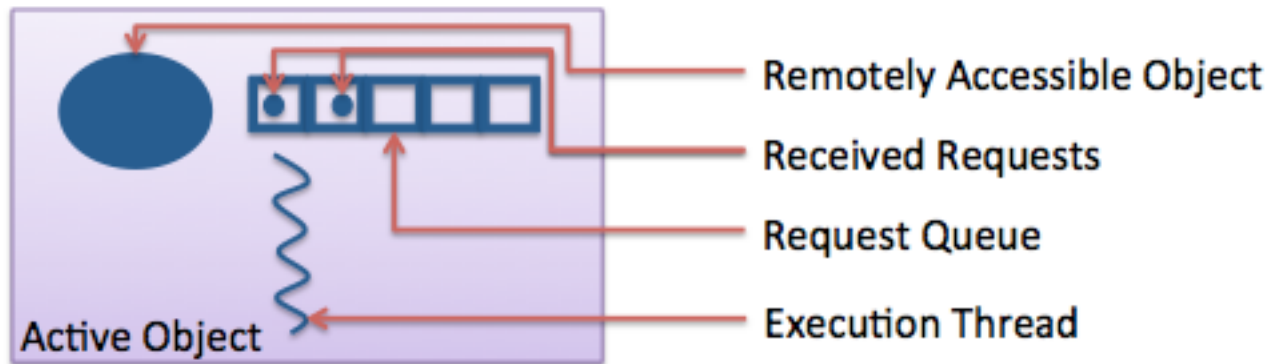 Remotely Accessible Object
Received Requests
Request Queue
Execution Thread
Active Object